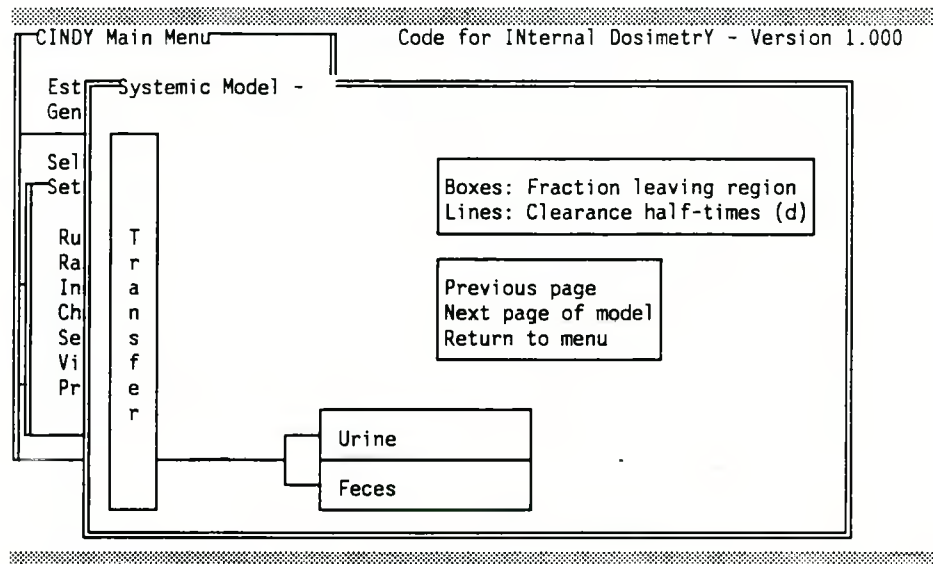 CINDY Main Menu
Code for INternal DosimetrY - Version 1.000
Est
Systemic Model -
Gen
Sel
Set
Boxes: Fraction leaving region
Lines: Clearance half-times (d)
Ru
Ra
In
Ch
Se
Vi
Pr
Transfer
Previous page
Next page of model
Return to menu
Urine
Feces